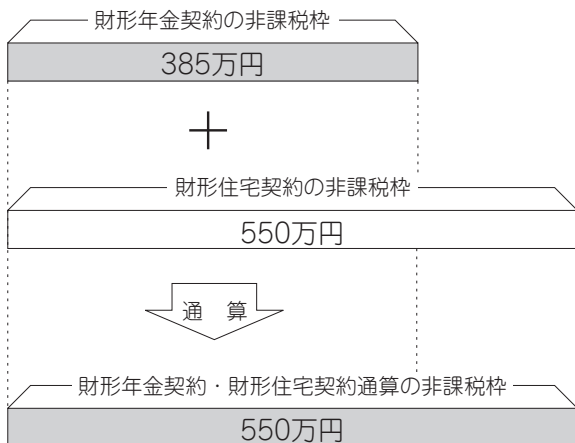 財形年金契約の非課税枠
385万円
+
財形住宅契約の非課税枠
550万円
通 算
財形年金契約・財形住宅契約通算の非課税枠
550万円